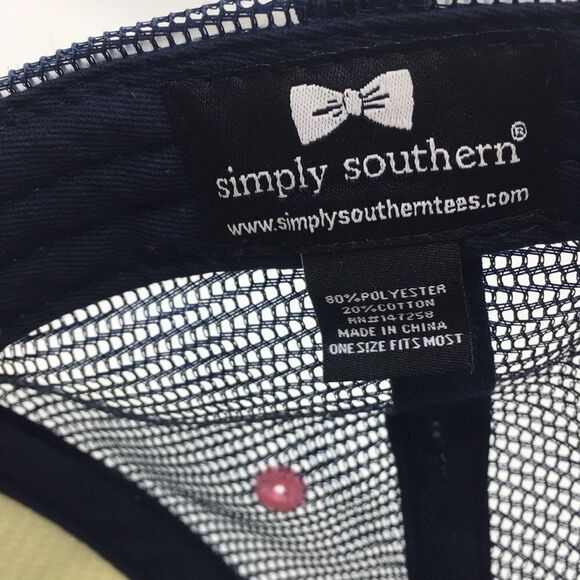 simply southern®
www.simplysoutherntees.com
80%POLYESTER
20%COTTON
RN#147258
MADE IN CHINA
ONE SIZE FITS MOST